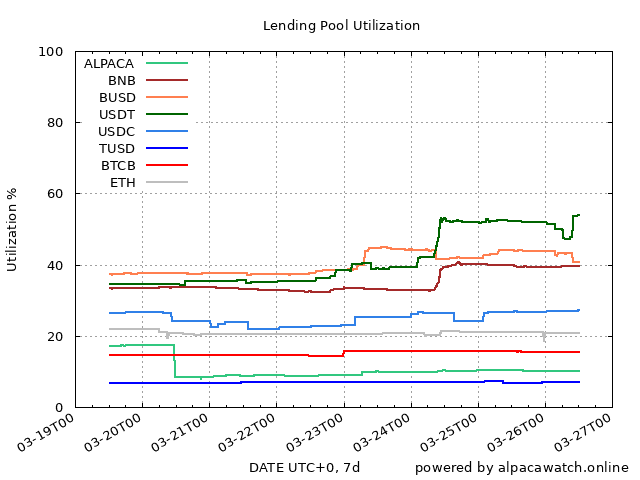 Lending Pool Utilization
100
80
60
40
20
0
Utilization %
ALPACA
BNB
BUSD
USDT
USDC
TUSD
BTCB
ETH
03-19T00
03-20T00
03-21T00
03-22T00
03-23T00
03-24T00
03-25T00
03-26T00
03-27T00
DATE UTC+0, 7d
powered by alpacawatch.online